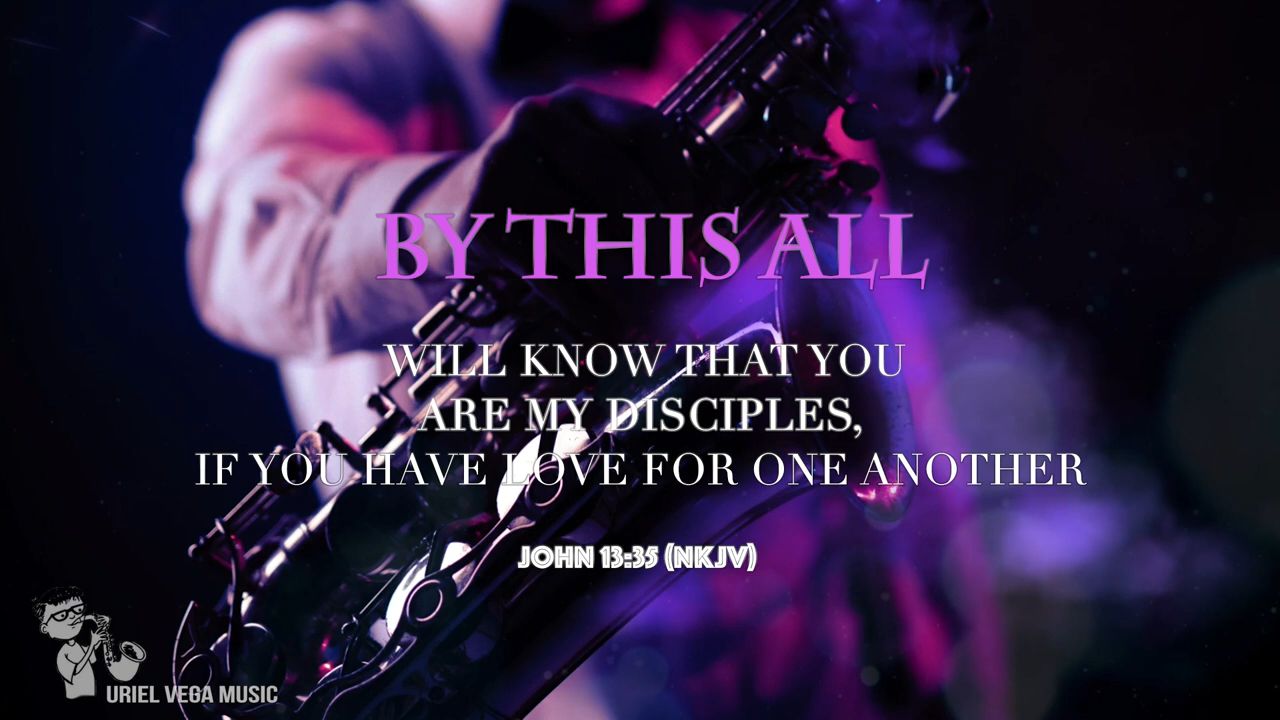 BY THIS ALL
WILL KNOW THAT YOU
ARE MY DISCIPLES,
IF YOU HAVE LOVE FOR ONE ANOTHER
JOHN 13:35 (NKJV)
URIEL VEGA MUSIC